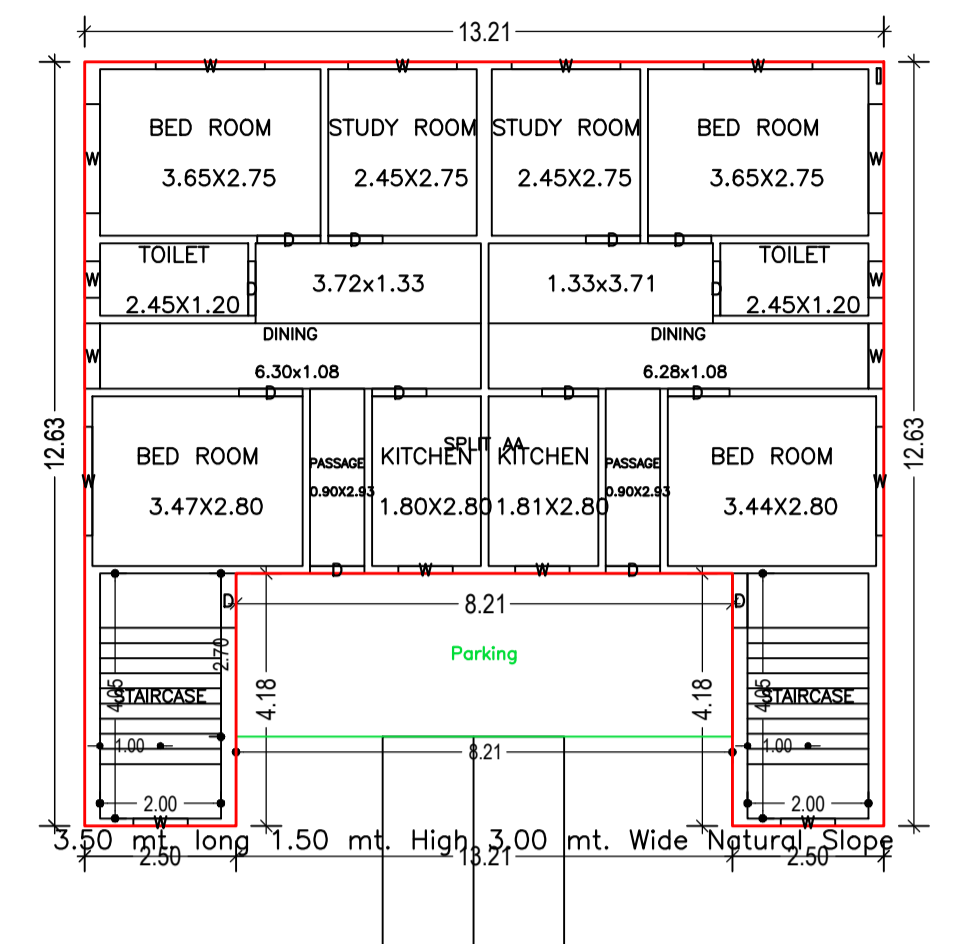 13.21
W W W W
BED ROOM STUDY ROOM STUDY ROOM BED ROOM
W W
3.65X2.75 2.45X2.75 2.45X2.75 3.65X2.75
D D D D
TOILET TOILET
W 3.72x1.33 1.33x3.71 W
D D
2.45X1.20 2.45X1.20
DINING DINING
W W
6.30x1.08 6.28x1.08
D D D D
12.63 12.63
SPLIT AA
BED ROOM PASSAGE KITCHEN KITCHEN PASSAGE BED ROOM
W W
0.90X2.93 0.90X2.93
3.47X2.80 1.80X2.80 1.81X2.80 3.44X2.80
D W W D
D 8.21 D
2.70 Parking
4.05 STAIRCASE 4.18 4.18 4.05 STAIRCASE
1.00 8.21 1.00
2.00 2.00
W W
3.50 mt. long 1.50 mt. High 3.00 mt. Wide Natural Slope
2.50 13.21 2.50